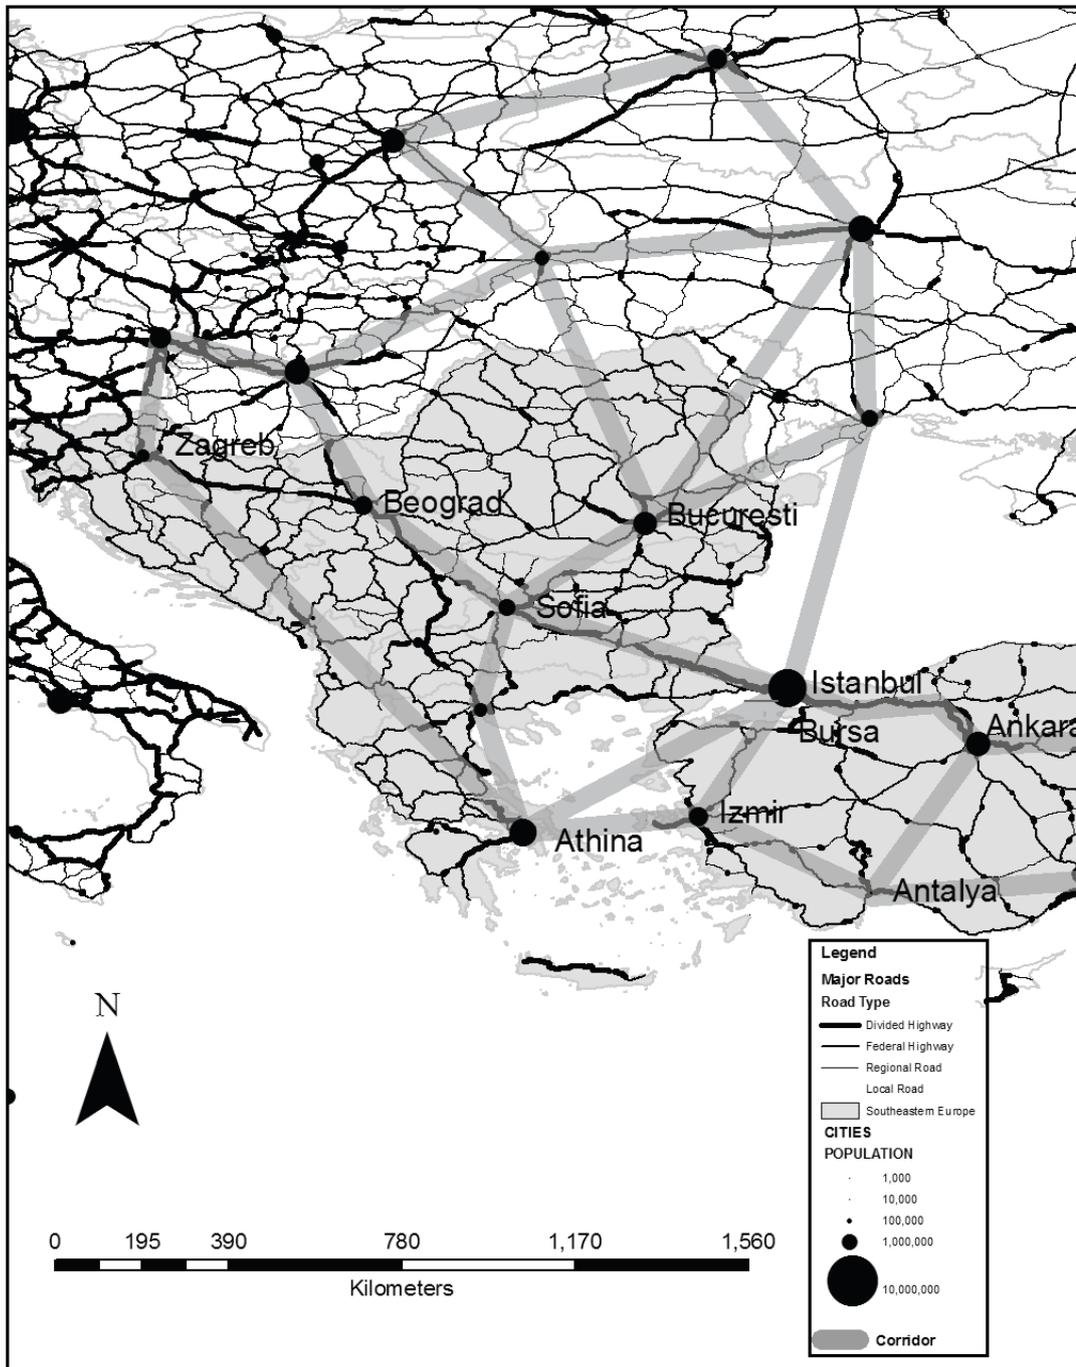 Zagreb
Beograd
Bucuresti
Sofia
Istanbul
Bursa
Ankara
Izmir
Athina
Antalya
N
Legend
Major Roads
Road Type
Divided Highway
Federal Highway
Regional Road
Local Road
Southeastern Europe
CITIES
POPULATION
1,000
10,000
100,000
1,000,000
10,000,000
Corridor
0 195 390 780 1,170 1,560
Kilometers